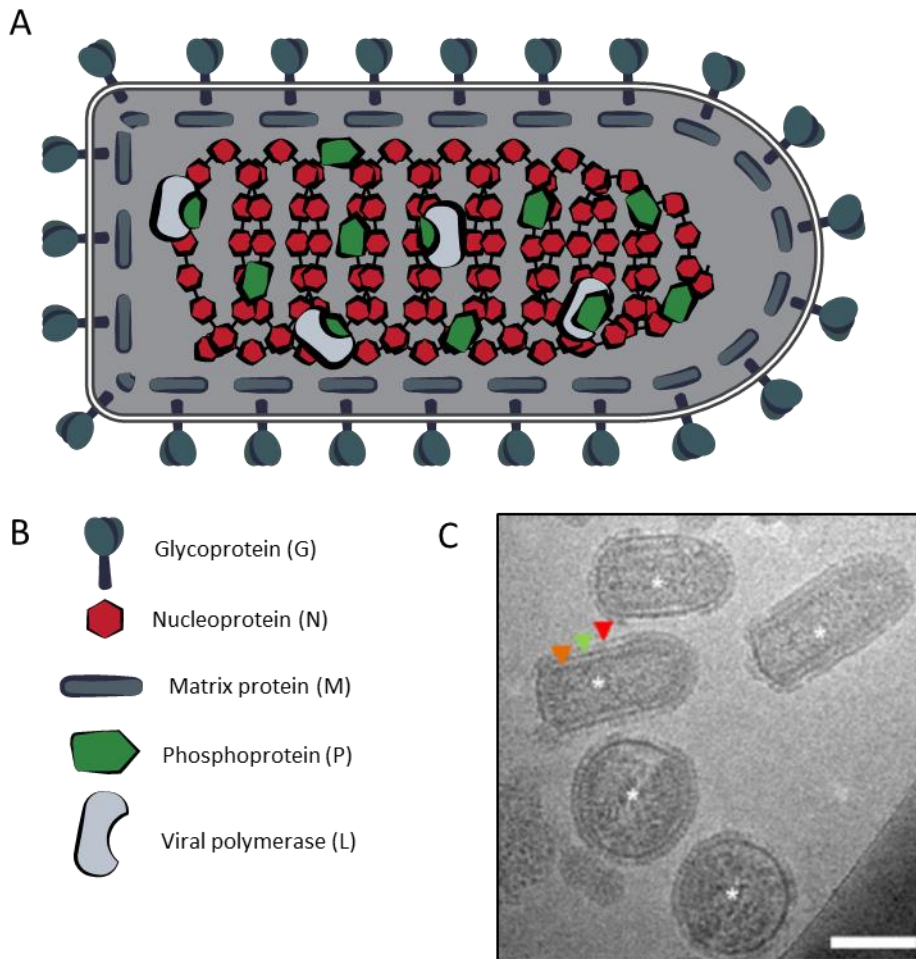 A
B
Glycoprotein (G)
Nucleoprotein (N)
Matrix protein (M)
Phosphoprotein (P)
Viral polymerase (L)
C